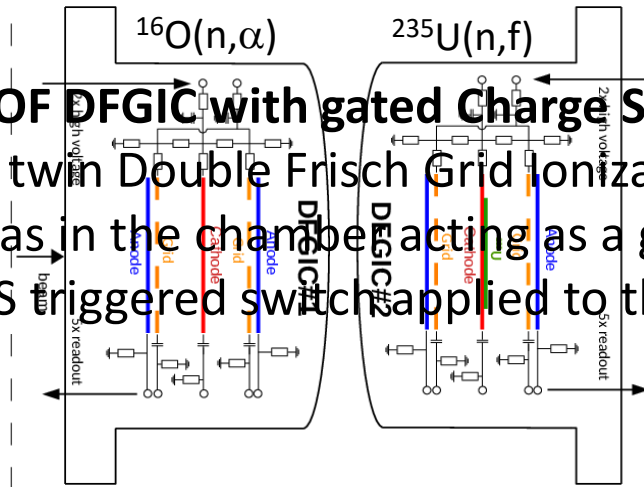 16O(n,α)
235U(n,f)
OF DFGIC with gated Charge S
twin Double Frisch Grid Ioniza
as in the chamber acting as a g
S triggered switch applied to th
2x high voltage
Anode
Grid
Cathode
Grid
Anode
DFGIC#1
beam
5x readout
DFGIC#2
Grid
Cathode
U
Anode
2x high voltage
5x readout